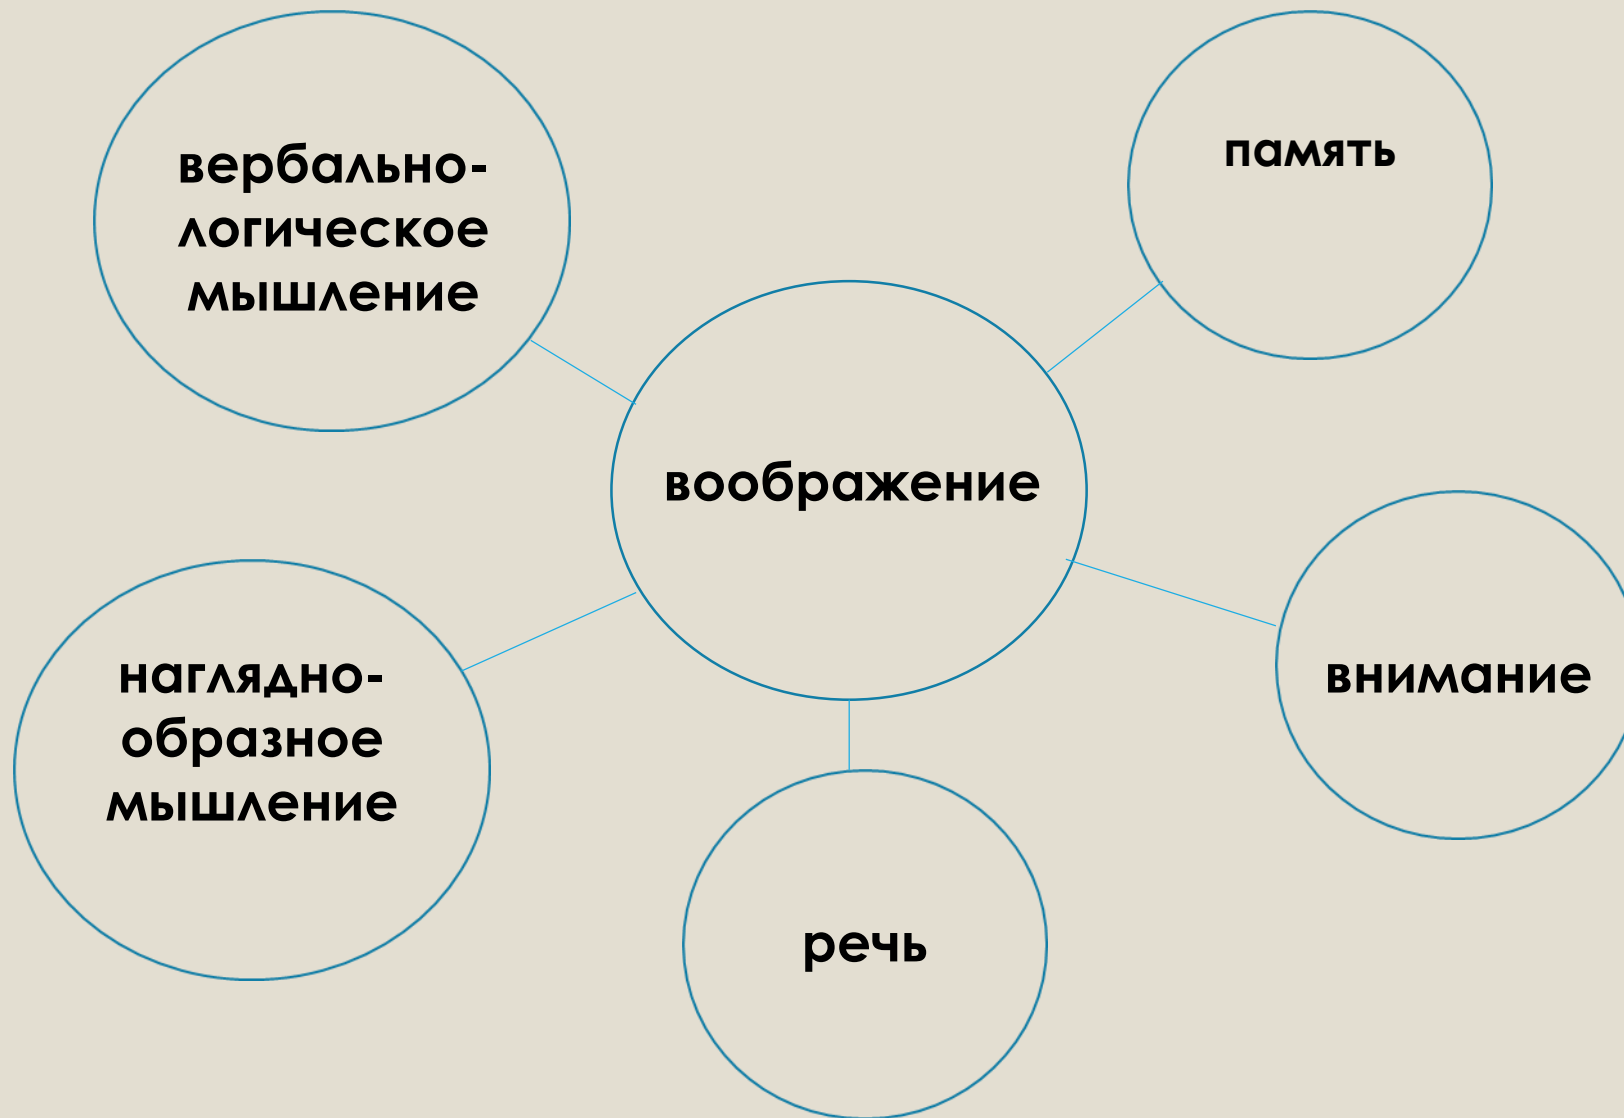 вербально-
логическое
мышление
память
воображение
наглядно-
образное
мышление
внимание
речь